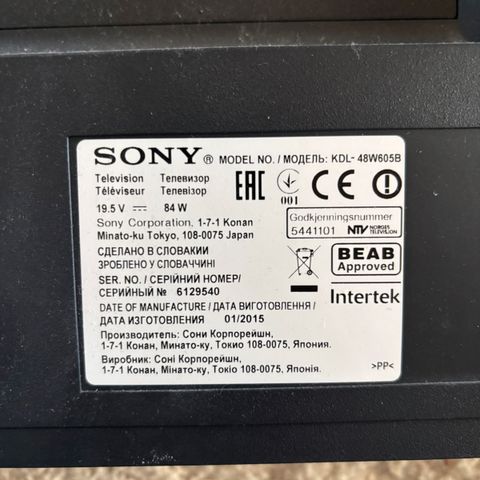 SONY ® MODEL NO. / МОДЕЛЬ: KDL- 48W605B
Television Телевизор
Téléviseur Телевізор
19.5 V ⎓ 84 W
Sony Corporation, 1-7-1 Konan
Minato-ku Tokyo, 108-0075 Japan
EAC
001
CE
Godkjenningsnummer
5441101 NTV NORGES TELEVISJON
СДЕЛАНО В СЛОВАКИИ
ЗРОБЛЕНО У СЛОВАЧЧИНІ
BEAB
Approved
SER. NO. / СЕРІЙНИЙ НОМЕР/
СЕРИЙНЫЙ № 6129540
Intertek
DATE OF MANUFACTURE / ДАТА ВИГОТОВЛЕННЯ /
ДАТА ИЗГОТОВЛЕНИЯ 01/2015
Производитель: Сони Корпорейшн,
1-7-1 Конан, Минато-ку, Токио 108-0075, Япония.
Виробник: Соні Корпорейшн,
1-7-1 Конан, Мінато-ку, Токіо 108-0075, Японія.
>PP<